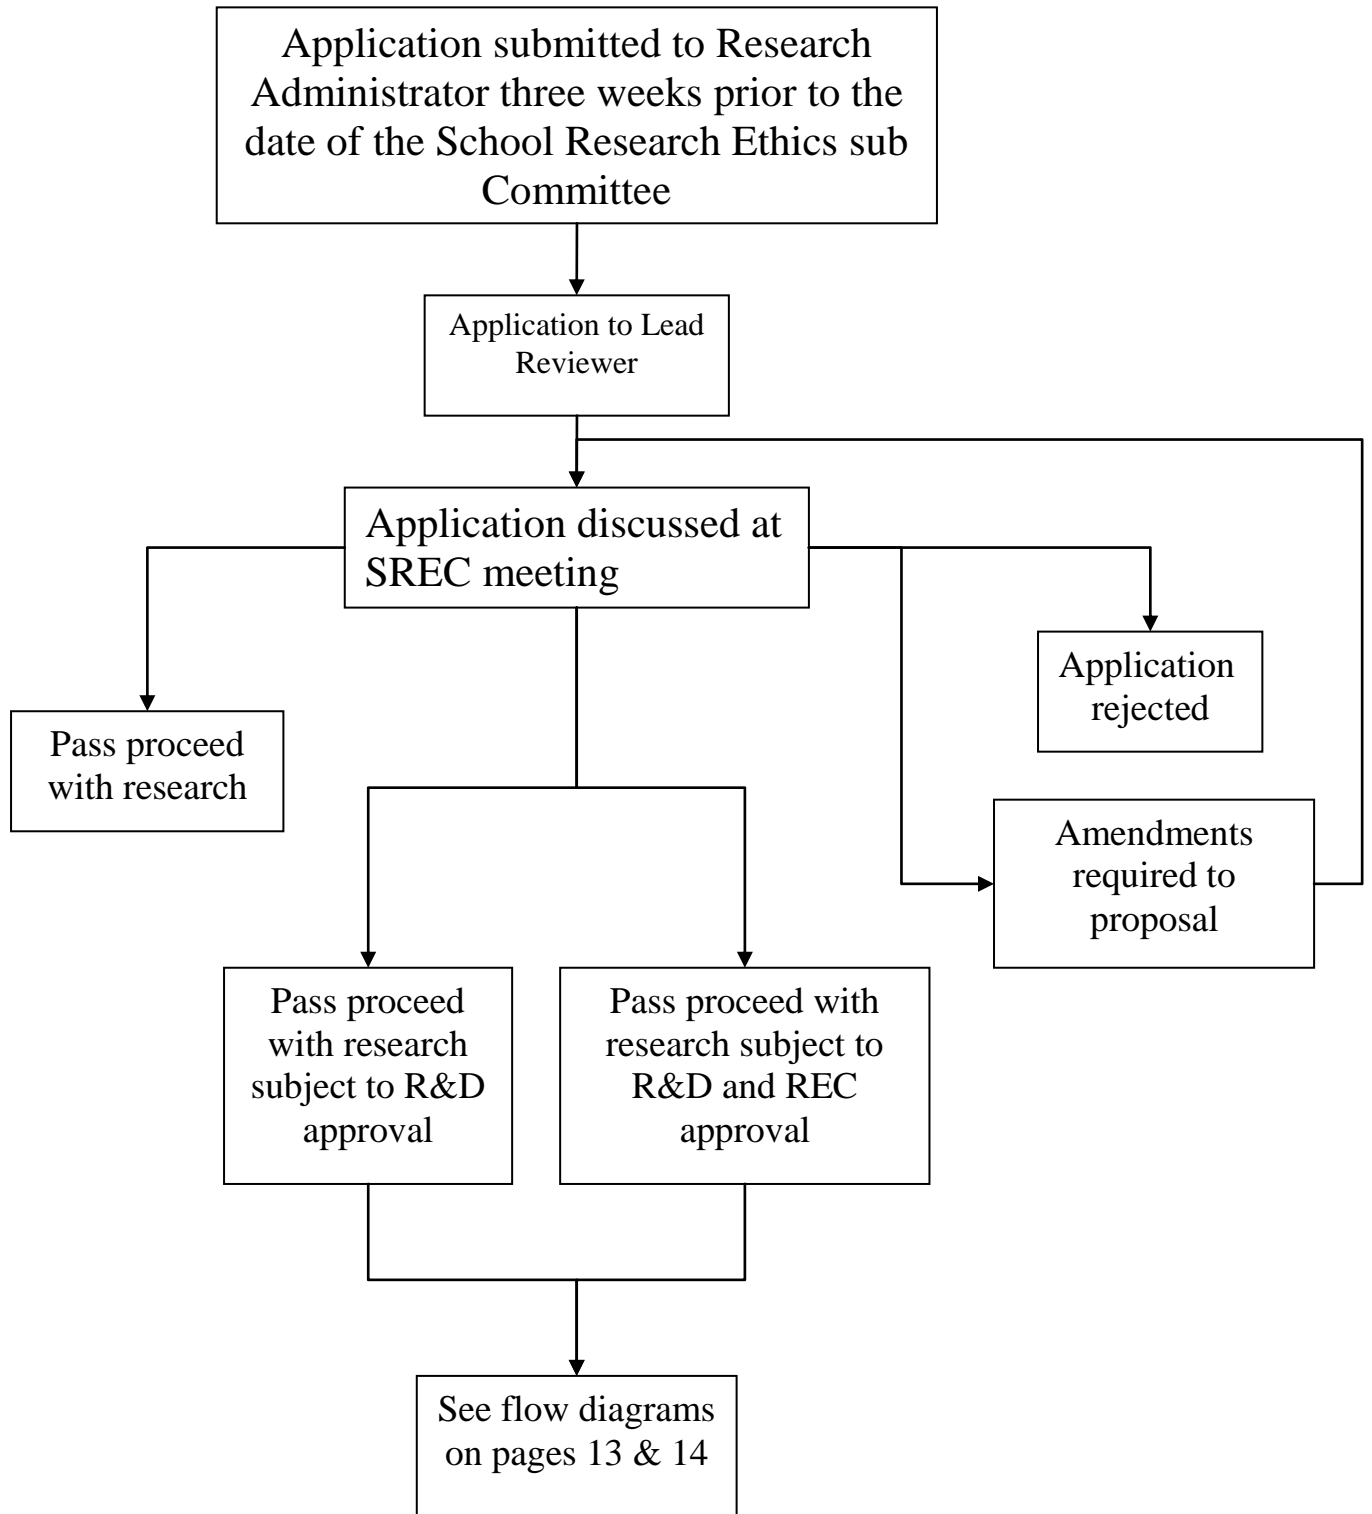 Application submitted to Research
Administrator three weeks prior to the
date of the School Research Ethics sub
Committee
Application to Lead
Reviewer
Application discussed at
SREC meeting
Application
rejected
Pass proceed
with research
Amendments
required to
proposal
Pass proceed
with research
subject to R&D
approval
Pass proceed with
research subject to
R&D and REC
approval
See flow diagrams
on pages 13 & 14